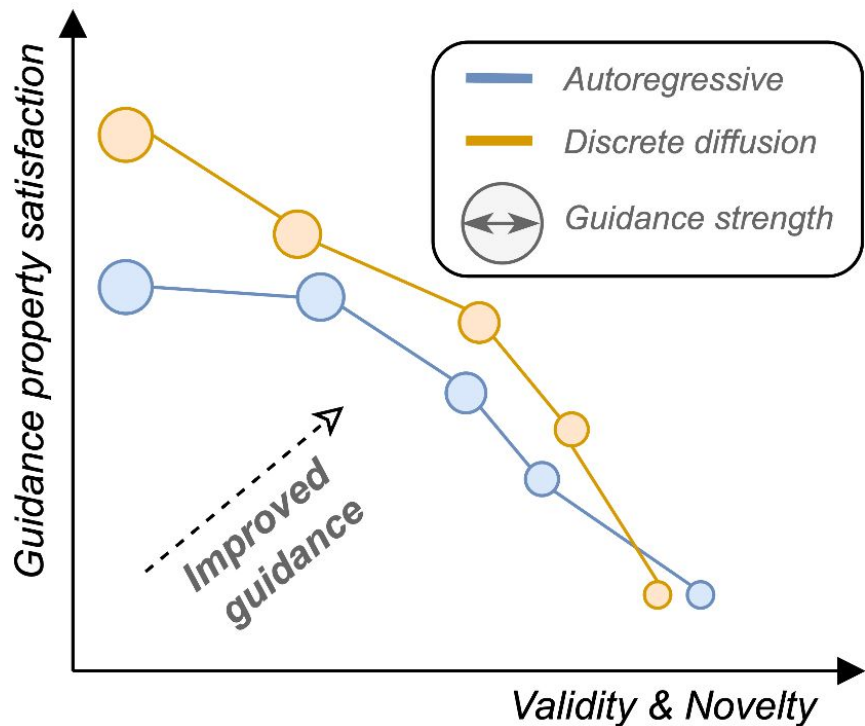 Guidance property satisfaction
Autoregressive
Discrete diffusion
Guidance strength
Improved
guidance
Validity & Novelty